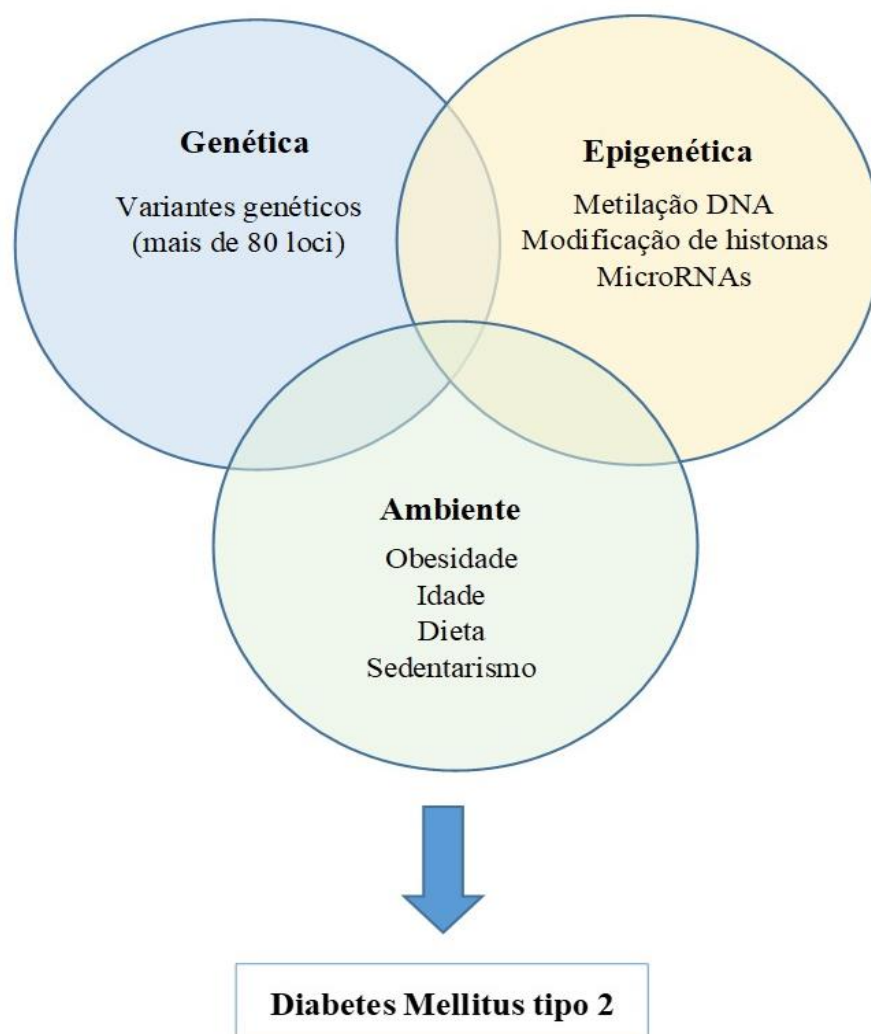 Genética
Variantes genéticos
(mais de 80 loci)
Epigenética
Metilação DNA
Modificação de histonas
MicroRNAs
Ambiente
Obesidade
Idade
Dieta
Sedentarismo
Diabetes Mellitus tipo 2